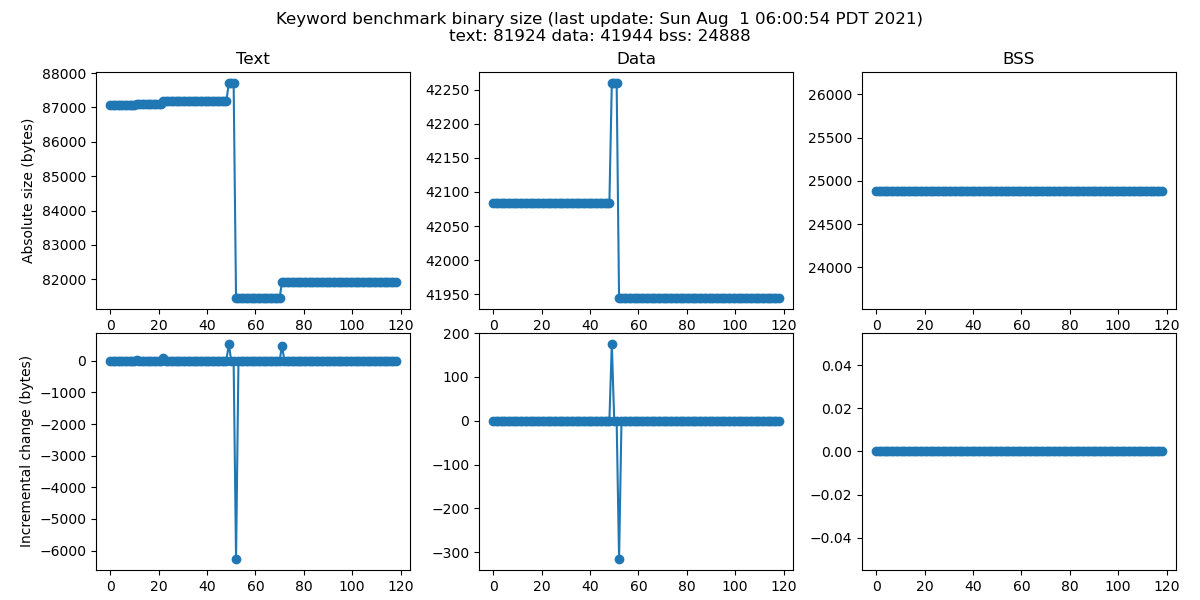 Keyword benchmark binary size (last update: Sun Aug  1 06:00:54 PDT 2021)
text: 81924 data: 41944 bss: 24888
Text
Data
BSS
Absolute size (bytes)
88000
87000
86000
85000
84000
83000
82000
0 20 40 60 80 100 120
42250
42200
42150
42100
42050
42000
41950
0 20 40 60 80 100 120
26000
25500
25000
24500
24000
0 20 40 60 80 100 120
Incremental change (bytes)
0
−1000
−2000
−3000
−4000
−5000
−6000
0 20 40 60 80 100 120
200
100
0
−100
−200
−300
0 20 40 60 80 100 120
0.04
0.02
0.00
−0.02
−0.04
0 20 40 60 80 100 120